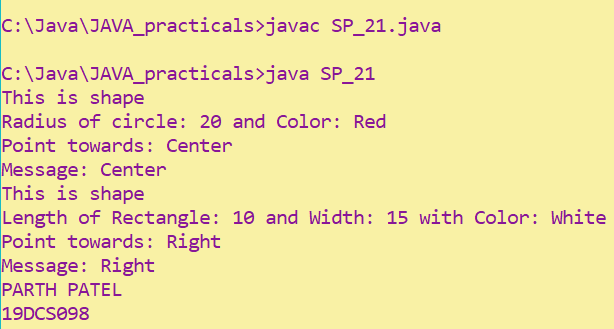 C:\Java\JAVA_practicals>javac SP_21.java
C:\Java\JAVA_practicals>java SP_21
This is shape
Radius of circle: 20 and Color: Red
Point towards: Center
Message: Center
This is shape
Length of Rectangle: 10 and Width: 15 with Color: White
Point towards: Right
Message: Right
PARTH PATEL
19DCS098